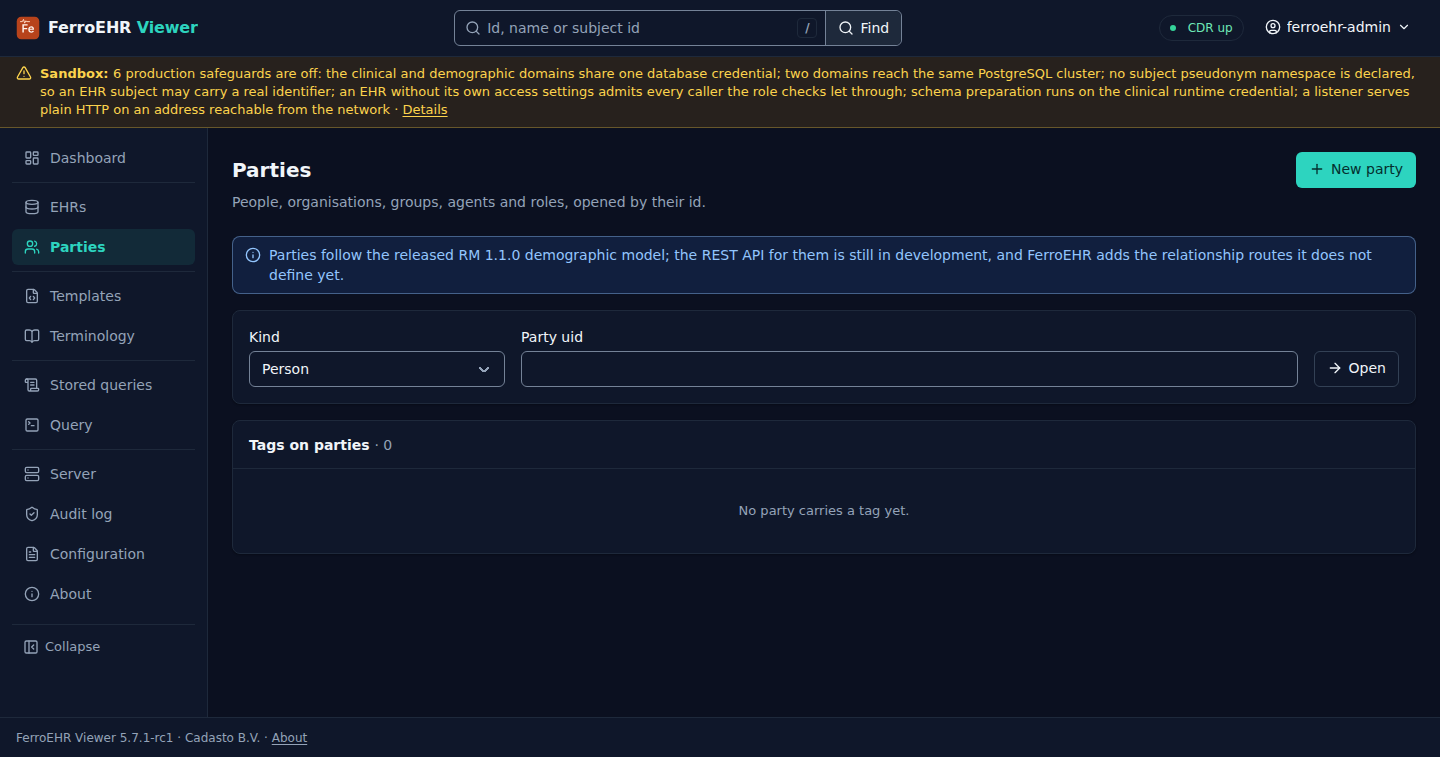 Fe FerroEHR Viewer
Id, name or subject id / Find
CDR up
ferroehr-admin
Sandbox: 6 production safeguards are off: the clinical and demographic domains share one database credential; two domains reach the same PostgreSQL cluster; no subject pseudonym namespace is declared,
so an EHR subject may carry a real identifier; an EHR without its own access settings admits every caller the role checks let through; schema preparation runs on the clinical runtime credential; a listener serves
plain HTTP on an address reachable from the network · Details
Dashboard
EHRs
Parties
Templates
Terminology
Stored queries
Query
Server
Audit log
Configuration
About
Collapse
Parties
New party
People, organisations, groups, agents and roles, opened by their id.
Parties follow the released RM 1.1.0 demographic model; the REST API for them is still in development, and FerroEHR adds the relationship routes it does not
define yet.
Kind
Party uid
Person
Open
Tags on parties · 0
No party carries a tag yet.
FerroEHR Viewer 5.7.1-rc1 · Cadasto B.V. · About